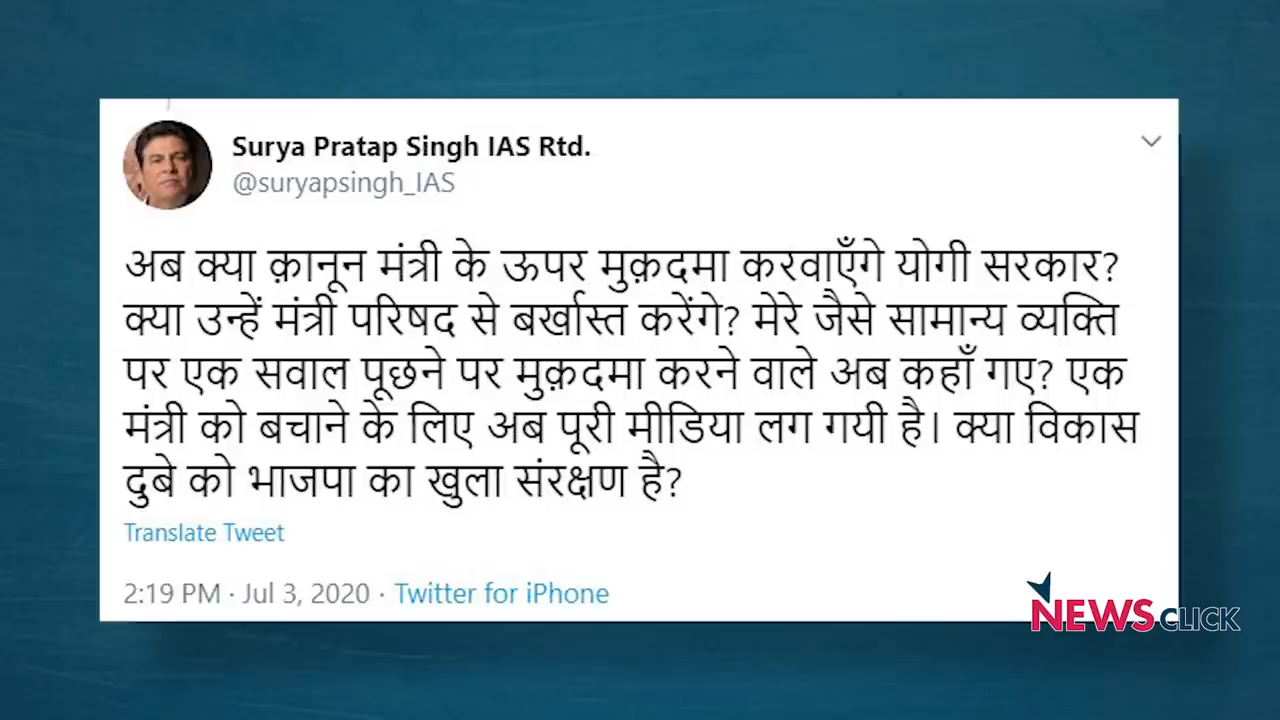 Surya Pratap Singh IAS Rtd.
@suryapsingh_IAS
अब क्या क़ानून मंत्री के ऊपर मुक़दमा करवाएँगे योगी सरकार?
क्या उन्हें मंत्री परिषद से बर्खास्त करेंगे? मेरे जैसे सामान्य व्यक्ति
पर एक सवाल पूछने पर मुक़दमा करने वाले अब कहाँ गए? एक
मंत्री को बचाने के लिए अब पूरी मीडिया लग गयी है। क्या विकास
दुबे को भाजपा का खुला संरक्षण है?
Translate Tweet
2:19 PM · Jul 3, 2020 · Twitter for iPhone
NEWSCLICK